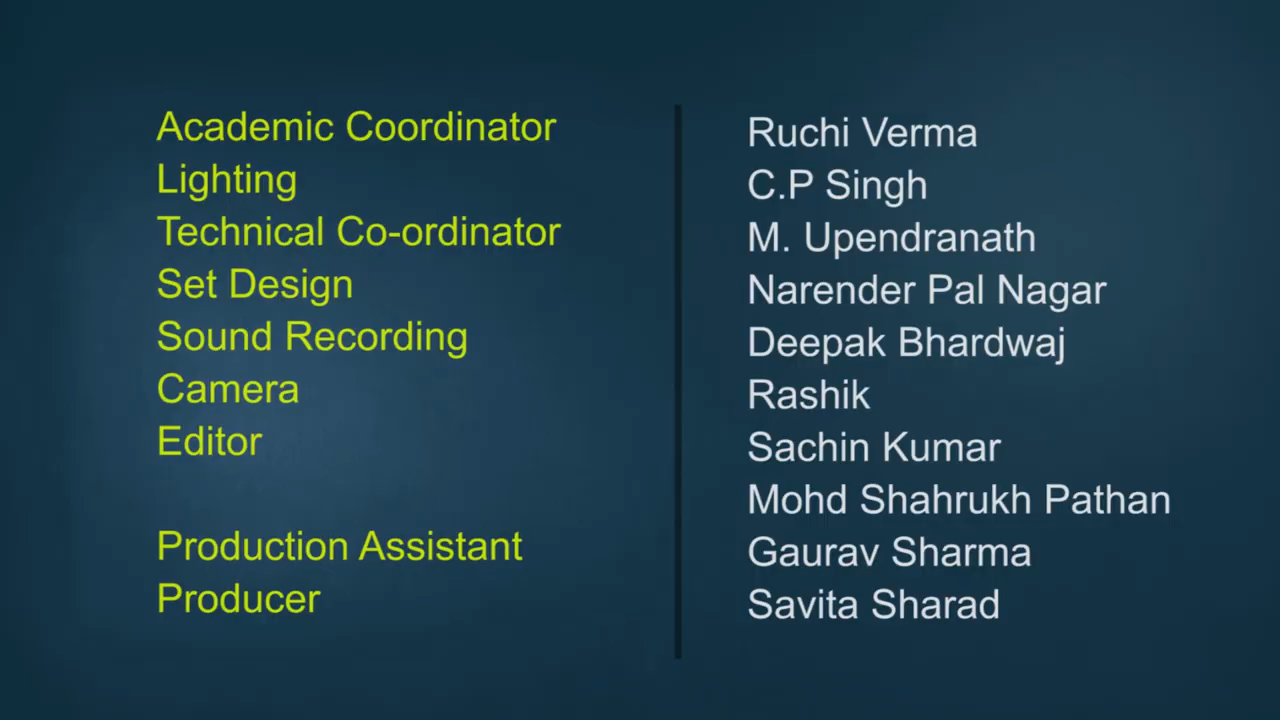 Academic Coordinator Ruchi Verma
Lighting C.P Singh
Technical Co-ordinator M. Upendranath
Set Design Narender Pal Nagar
Sound Recording Deepak Bhardwaj
Camera Rashik
Editor Sachin Kumar
Mohd Shahrukh Pathan
Production Assistant Gaurav Sharma
Producer Savita Sharad